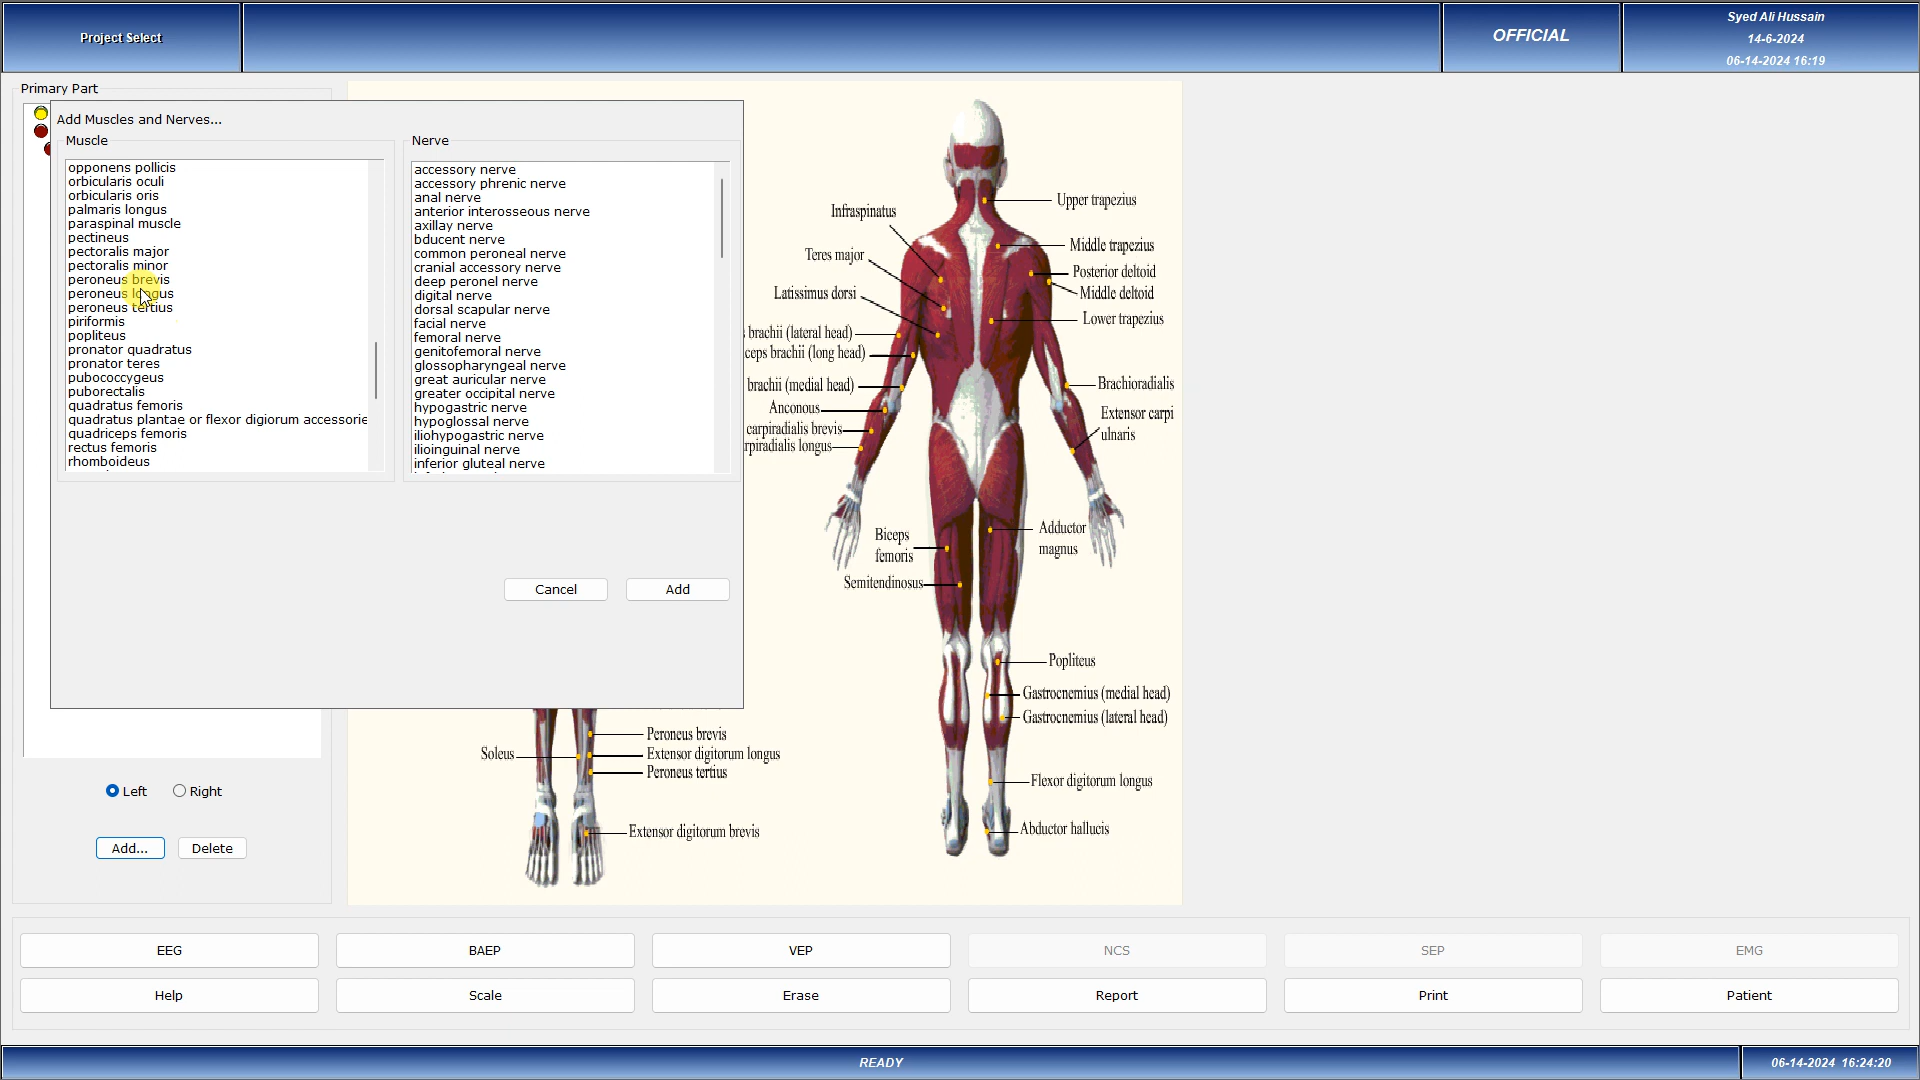 Project Select
OFFICIAL
Syed Ali Hussain
14-6-2024
06-14-2024 16:19
Primary Part
Add Muscles and Nerves...
Muscle
opponens pollicis
orbicularis oculi
orbicularis oris
palmaris longus
paraspinal muscle
pectineus
pectoralis major
pectoralis minor
peroneus brevis
peroneus longus
peroneus tertius
piriformis
popliteus
pronator quadratus
pronator teres
pubococcygeus
puborectalis
quadratus femoris
quadratus plantae or flexor digiorum accessorie
quadriceps femoris
rectus femoris
rhomboideus
Nerve
accessory nerve
accessory phrenic nerve
anal nerve
anterior interosseous nerve
axillay nerve
bducent nerve
common peroneal nerve
cranial accessory nerve
deep peronel nerve
digital nerve
dorsal scapular nerve
facial nerve
femoral nerve
genitofemoral nerve
glossopharyngeal nerve
great auricular nerve
greater occipital nerve
hypogastric nerve
hypoglossal nerve
iliohypogastric nerve
ilioinguinal nerve
inferior gluteal nerve
Cancel
Add
Infraspinatus
Teres major
Latissimus dorsi
brachii (lateral head)
ceps brachii (long head)
brachii (medial head)
Anconous
carpiradialis brevis
rpiradialis longus
Upper trapezius
Middle trapezius
Posterior deltoid
Middle deltoid
Lower trapezius
Brachioradialis
Extensor carpi
ulnaris
Biceps
femoris
Adductor
magnus
Semitendinosus
Popliteus
Gastrocnemius (medial head)
Gastrocnemius (lateral head)
Flexor digitorum longus
Abductor hallucis
Peroneus brevis
Soleus
Extensor digitorum longus
Peroneus tertius
Extensor digitorum brevis
Left
Right
Add...
Delete
EEG
BAEP
VEP
NCS
SEP
EMG
Help
Scale
Erase
Report
Print
Patient
READY
06-14-2024 16:24:20